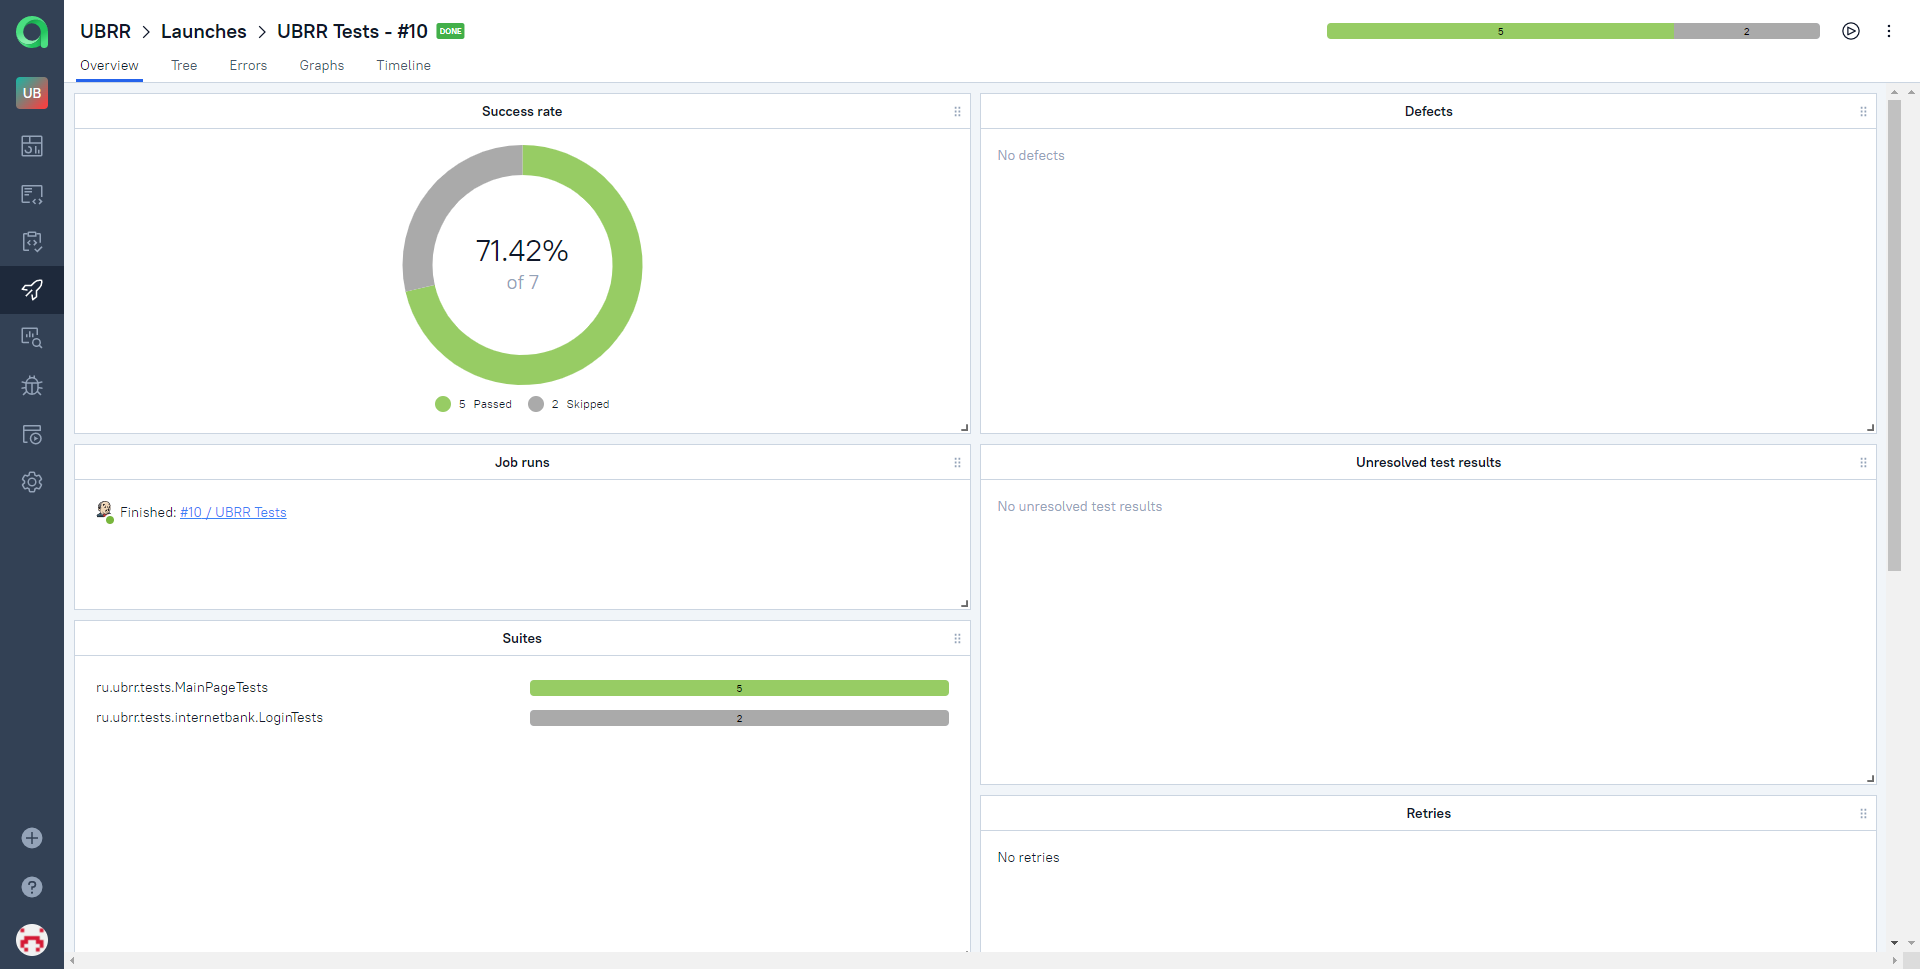 UBRR > Launches > UBRR Tests - #10 DONE
5 2
Overview Tree Errors Graphs Timeline
UB
Success rate
71.42%
of 7
5 Passed 2 Skipped
Defects
No defects
Job runs
Finished: #10 / UBRR Tests
Unresolved test results
No unresolved test results
Suites
ru.ubrr.tests.MainPageTests 5
ru.ubrr.tests.internetbank.LoginTests 2
Retries
No retries